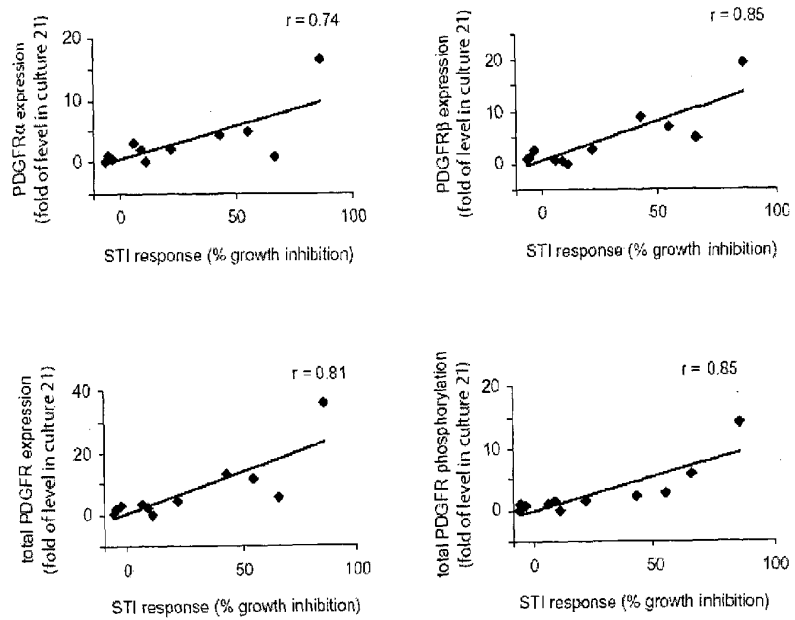 r = 0.74
PDGFRα expression
(fold of level in culture 21)
20
10
0
0
50
100
STI response (% growth inhibition)
r = 0.85
PDGFRβ expression
(fold of level in culture 21)
20
10
0
0
50
100
STI response (% growth inhibition)
r = 0.81
total PDGFR expression
(fold of level in culture 21)
40
20
0
0
50
100
STI response (% growth inhibition)
r = 0.85
total PDGFR phosphorylation
(fold of level in culture 21)
20
10
0
0
50
100
STI response (% growth inhibition)